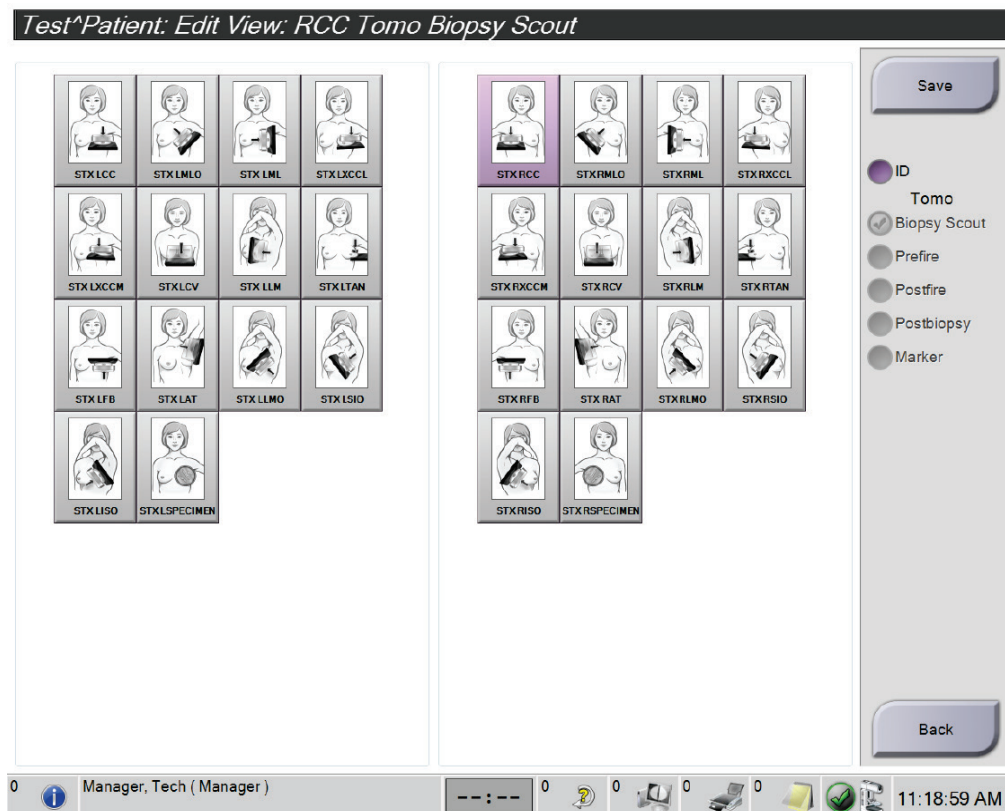 Test^Patient: Edit View: RCC Tomo Biopsy Scout
STX LCC STX LMLO STX LML STX LXCCL
STX LXCCM STX LCV STX LLM STX LTAN
STX LFB STX LAT STX LLMO STX LSIO
STX LISO STX LSPECIMEN
STX RCC STX RMLO STX RML STX RXCCL
STX RXCCM STX RCV STX RLM STX RTAN
STX RFB STX RAT STX RLMO STX RSIO
STX RISO STX RSPECIMEN
Save
ID
Tomo
Biopsy Scout
Prefire
Postfire
Postbiopsy
Marker
Back
0 Manager, Tech ( Manager ) --:-- 0 0 0 0 11:18:59 AM